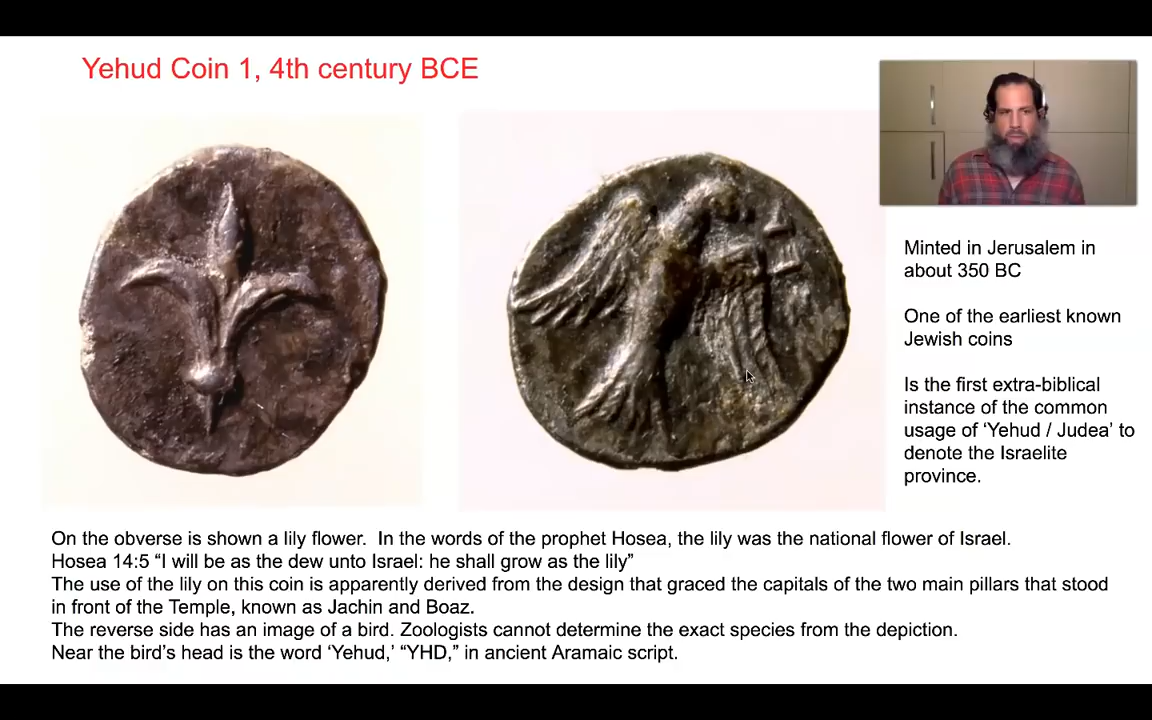 Yehud Coin 1, 4th century BCE
Minted in Jerusalem in
about 350 BC
One of the earliest known
Jewish coins
Is the first extra-biblical
instance of the common
usage of ‘Yehud / Judea’ to
denote the Israelite
province.
On the obverse is shown a lily flower.  In the words of the prophet Hosea, the lily was the national flower of Israel.
Hosea 14:5 “I will be as the dew unto Israel: he shall grow as the lily”
The use of the lily on this coin is apparently derived from the design that graced the capitals of the two main pillars that stood
in front of the Temple, known as Jachin and Boaz.
The reverse side has an image of a bird. Zoologists cannot determine the exact species from the depiction.
Near the bird’s head is the word ‘Yehud,’ “YHD,” in ancient Aramaic script.